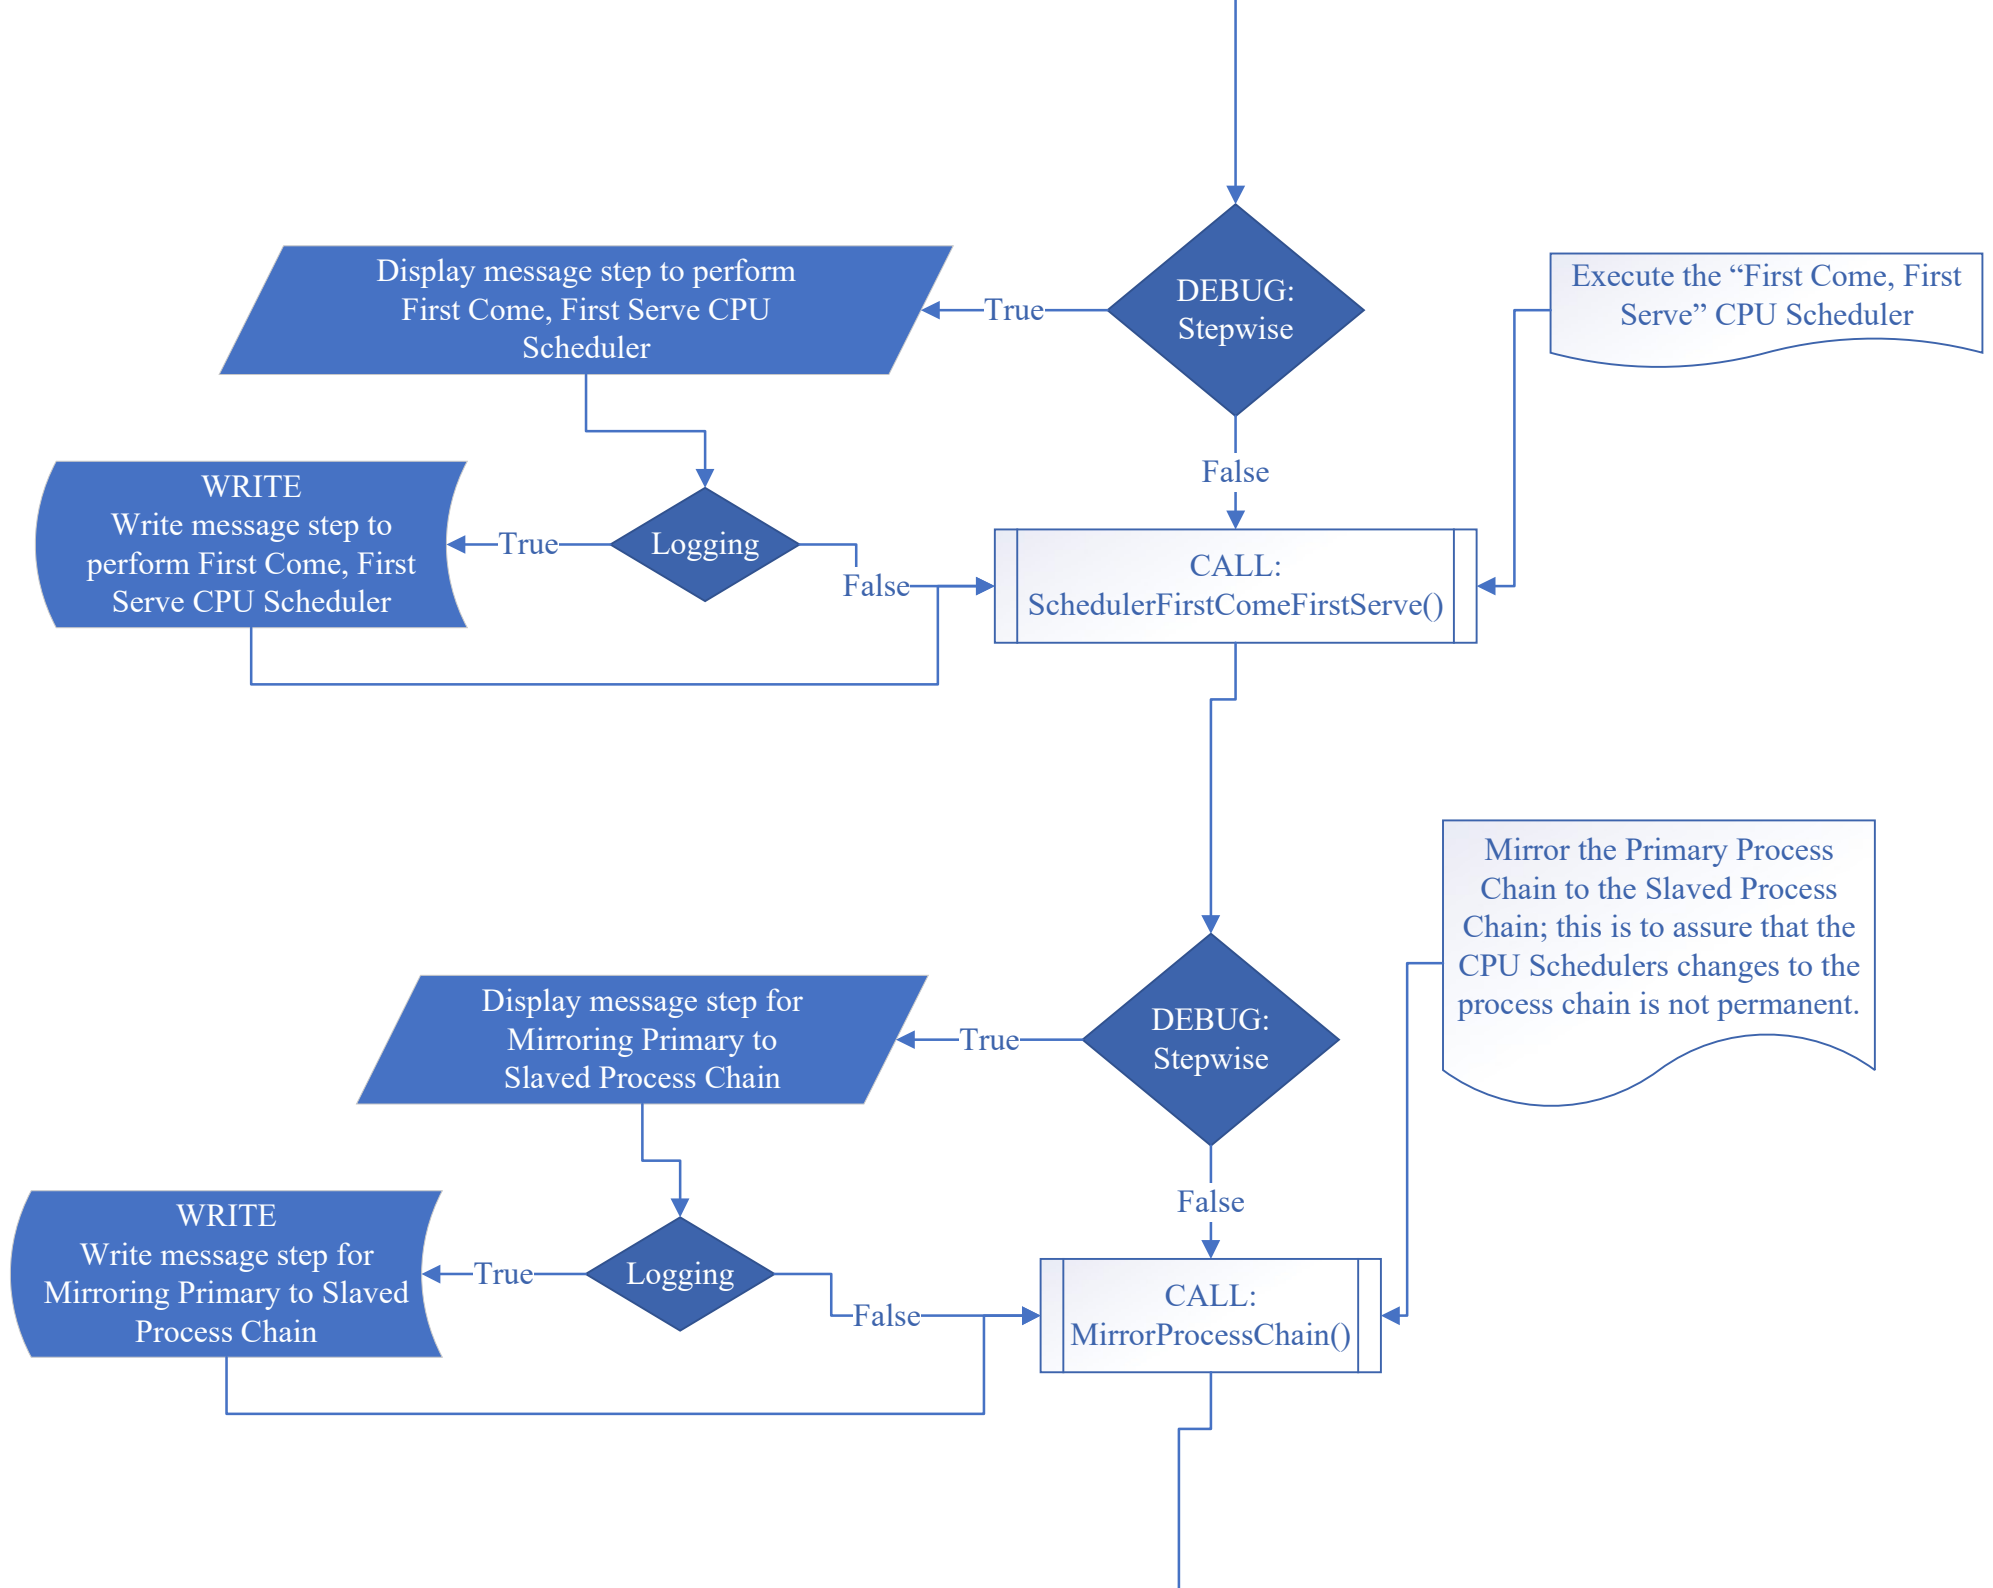 Display message step to perform
First Come, First Serve CPU
Scheduler
True
DEBUG:
Stepwise
Execute the “First Come, First
Serve” CPU Scheduler
False
WRITE
Write message step to
perform First Come, First
Serve CPU Scheduler
True
Logging
False
CALL:
SchedulerFirstComeFirstServe()
Mirror the Primary Process
Chain to the Slaved Process
Chain; this is to assure that the
CPU Schedulers changes to the
process chain is not permanent.
Display message step for
Mirroring Primary to
Slaved Process Chain
True
DEBUG:
Stepwise
False
WRITE
Write message step for
Mirroring Primary to Slaved
Process Chain
True
Logging
False
CALL:
MirrorProcessChain()